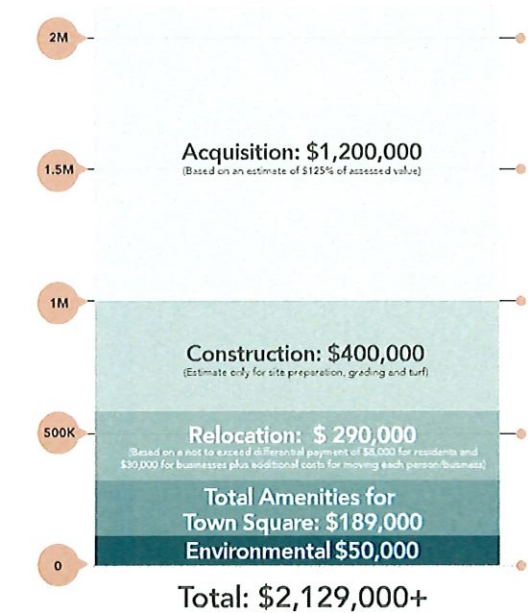 2M
Acquisition: $1,200,000
(Based on an estimate of $125% of assessed value)
1.5M
1M
Construction: $400,000
(Estimate only for site preparation, grading and turf)
500K
Relocation: $ 290,000
(Based on a not to exceed differential payment of $8,000 for residents and
$30,000 for businesses plus additional costs for moving each person/business)
Total Amenities for
Town Square: $189,000
Environmental $50,000
0
Total: $2,129,000+